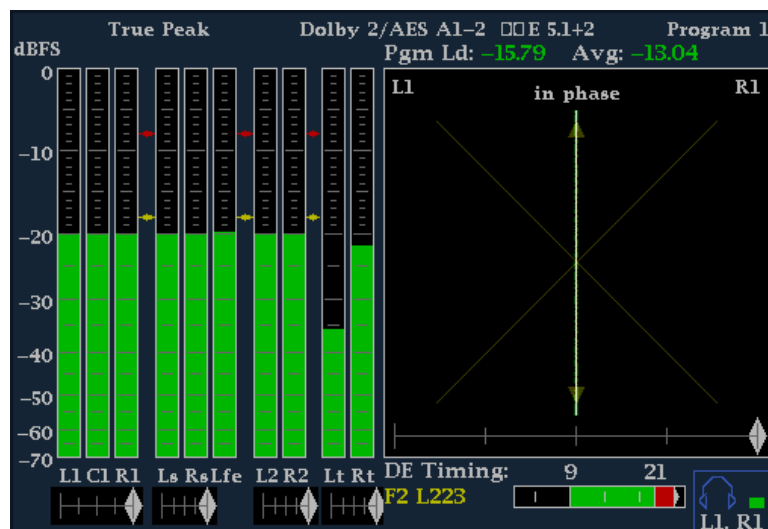 True Peak
Dolby 2/AES A1-2 E 5.1+2
Program 1
dBFS
Pgm Ld: -15.79 Avg: -13.04
0
-10
-20
-30
-40
-50
-60
-70
L1 C1 R1 Ls Rs Lfe L2 R2 Lt Rt
L1
R1
in phase
DE Timing: 9 21
F2 L223
L1, R1